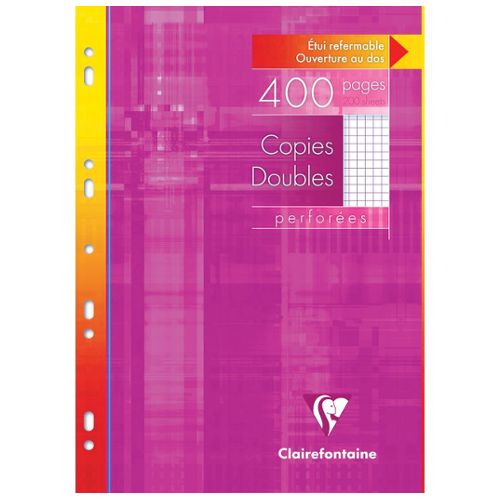 Étui refermable
Ouverture au dos
400 pages
200 sheets
Copies
Doubles
perforées
Clairefontaine